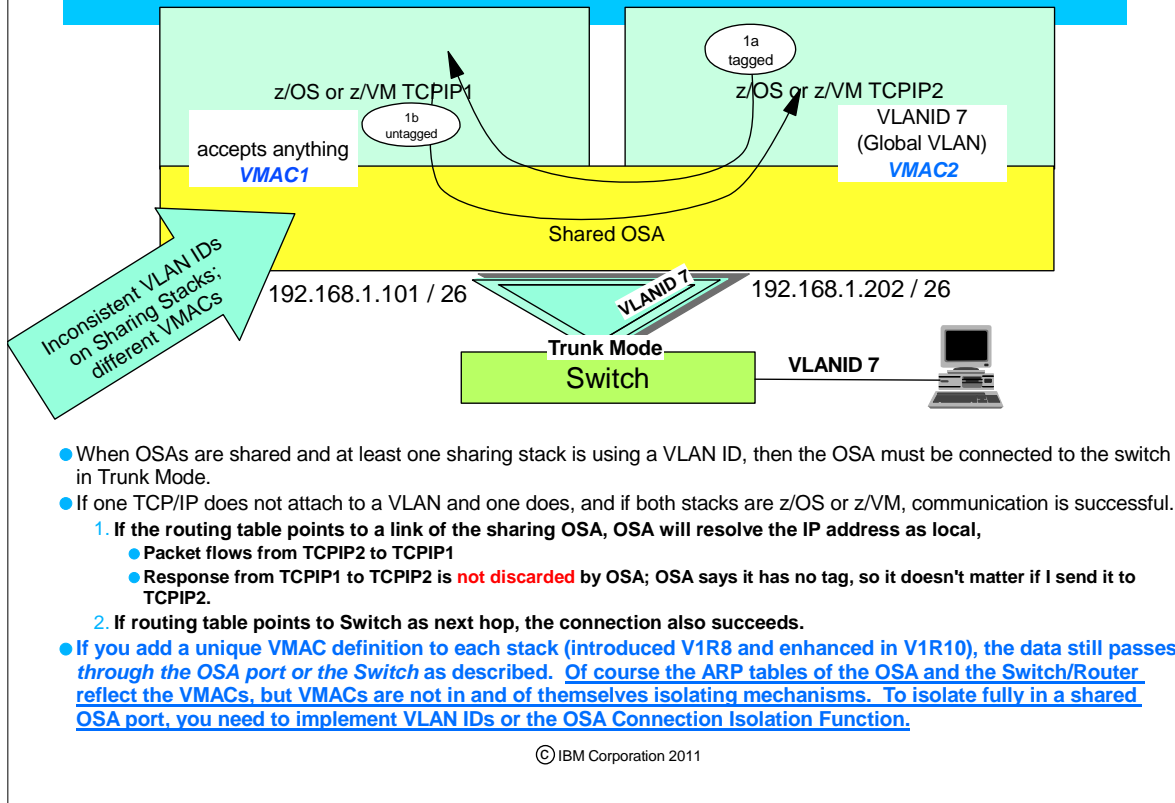 1a
tagged
z/OS or z/VM TCPIP1
z/OS or z/VM TCPIP2
1b
untagged
accepts anything
VMAC1
VLANID 7
(Global VLAN)
VMAC2
Shared OSA
Inconsistent VLAN IDs
on Sharing Stacks;
different VMACs
192.168.1.101 / 26
VLANID 7
192.168.1.202 / 26
Trunk Mode
Switch
VLANID 7
When OSAs are shared and at least one sharing stack is using a VLAN ID, then the OSA must be connected to the switch
in Trunk Mode.
If one TCP/IP does not attach to a VLAN and one does, and if both stacks are z/OS or z/VM, communication is successful.
1. If the routing table points to a link of the sharing OSA, OSA will resolve the IP address as local,
Packet flows from TCPIP2 to TCPIP1
Response from TCPIP1 to TCPIP2 is not discarded by OSA; OSA says it has no tag, so it doesn't matter if I send it to
TCPIP2.
2. If routing table points to Switch as next hop, the connection also succeeds.
If you add a unique VMAC definition to each stack (introduced V1R8 and enhanced in V1R10), the data still passes
through the OSA port or the Switch as described. Of course the ARP tables of the OSA and the Switch/Router
reflect the VMACs, but VMACs are not in and of themselves isolating mechanisms. To isolate fully in a shared
OSA port, you need to implement VLAN IDs or the OSA Connection Isolation Function.
© IBM Corporation 2011